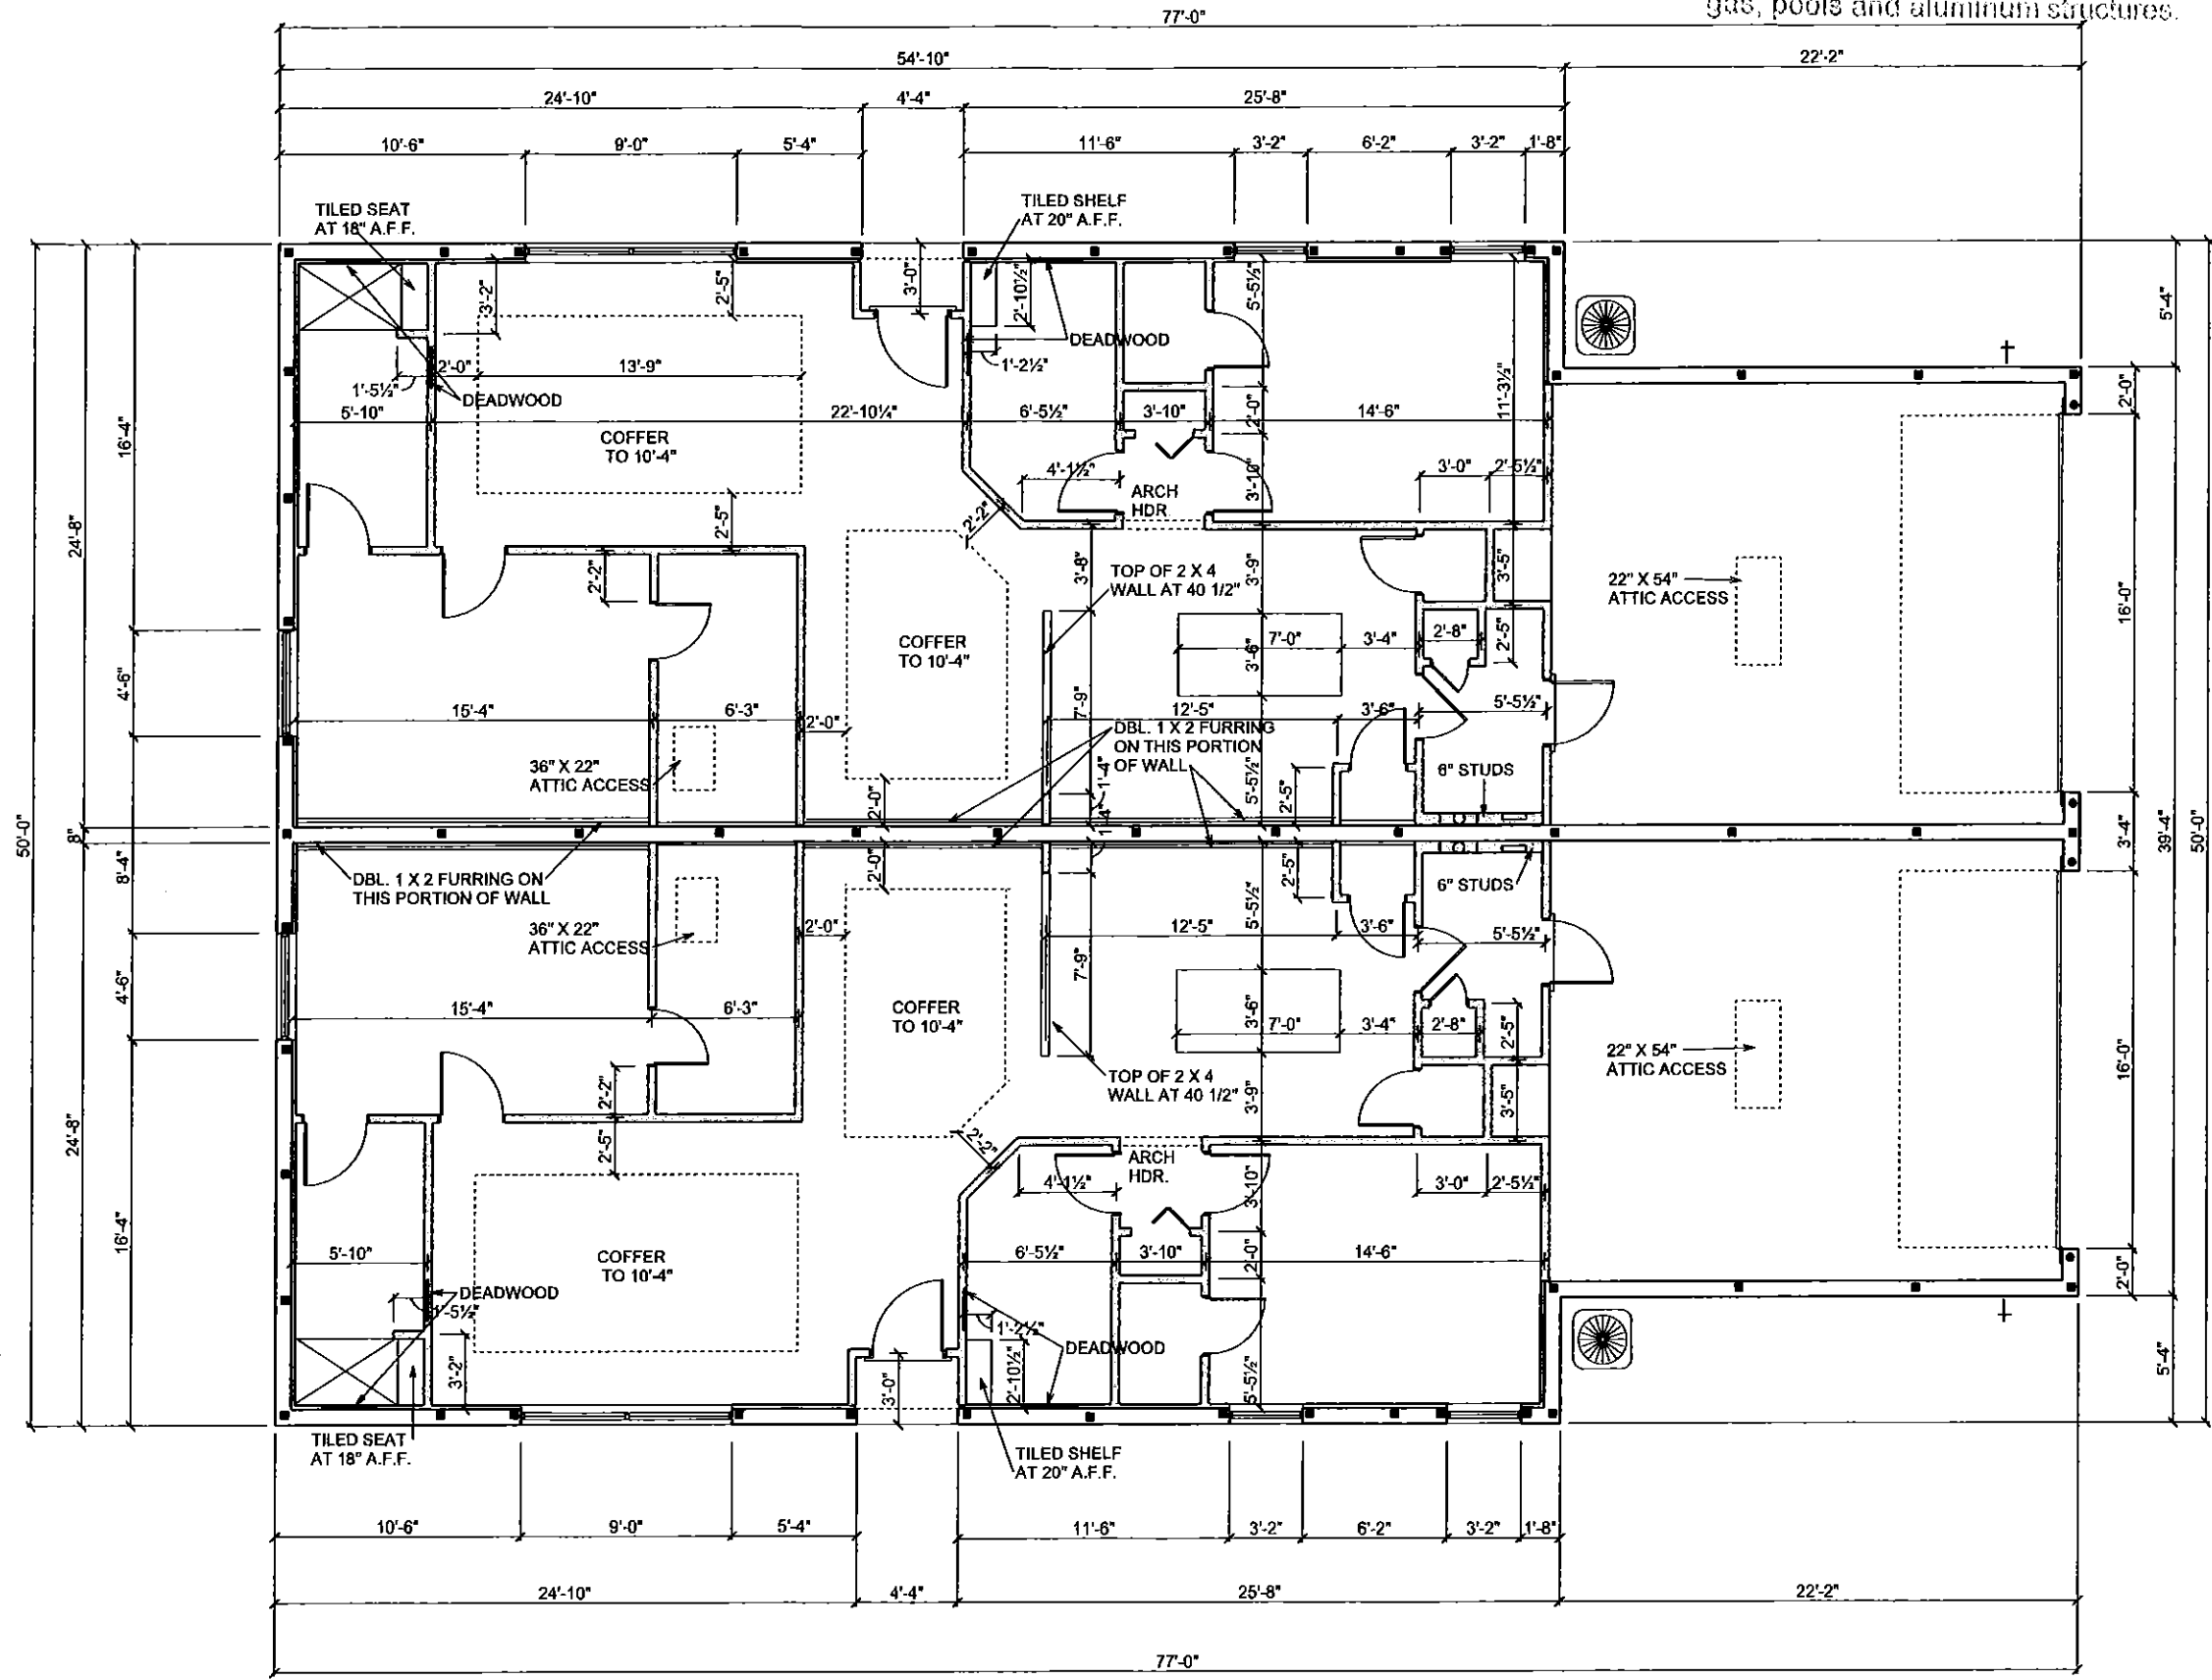 gas, pools and aluminum structures.
77'-0"
54'-10"
22'-2"
24'-10"
4'-4"
25'-8"
10'-6"
9'-0"
5'-4"
11'-6"
3'-2"
6'-2"
3'-2"
1'-8"
TILED SEAT
AT 18" A.F.F.
TILED SHELF
AT 20" A.F.F.
3'-2"
2'-5"
3'-0"
2'-10½"
5'-5½"
5'-4"
DEADWOOD
1'-2½"
2'-0"
13'-9"
1'-5½"
DEADWOOD
2'-0"
11'-3½"
2'-0"
5'-10"
22'-10¼"
6'-5½"
3'-10"
14'-6"
16'-4"
COFFER
TO 10'-4"
4'-1½"
3'-10"
3'-0"
2'-5½"
ARCH
HDR.
2'-2"
2'-5"
24'-8"
2'-2"
3'-8"
3'-9"
3'-5"
TOP OF 2 X 4
WALL AT 40 1/2"
22" X 54"
ATTIC ACCESS
16'-0"
COFFER
TO 10'-4"
7'-0"
3'-4"
2'-8"
2'-5"
3'-6"
4'-6"
15'-4"
6'-3"
2'-0"
7'-9"
12'-5"
3'-6"
5'-5½"
DBL. 1 X 2 FURRING
ON THIS PORTION
OF WALL
36" X 22"
ATTIC ACCESS
1'-4"
5'-5½"
2'-5"
6" STUDS
2'-0"
50'-0"
8"
1'-4"
3'-4"
39'-4"
50'-0"
8'-4"
2'-0"
2'-5"
DBL. 1 X 2 FURRING ON
THIS PORTION OF WALL
6" STUDS
5'-5½"
36" X 22"
ATTIC ACCESS
2'-0"
12'-5"
3'-6"
5'-5½"
4'-6"
7'-9"
15'-4"
6'-3"
COFFER
TO 10'-4"
3'-6"
7'-0"
3'-4"
2'-8"
2'-5"
22" X 54"
ATTIC ACCESS
16'-0"
TOP OF 2 X 4
WALL AT 40 1/2"
2'-2"
3'-9"
3'-5"
24'-8"
2'-5"
2'-2"
ARCH
HDR.
4'-1½"
3'-10"
3'-0"
2'-5½"
16'-4"
5'-10"
COFFER
TO 10'-4"
6'-5½"
3'-10"
2'-0"
14'-6"
2'-0"
DEADWOOD
1'-5½"
1'-2½"
DEADWOOD
3'-2"
3'-0"
2'-10½"
5'-5½"
5'-4"
TILED SEAT
AT 18" A.F.F.
TILED SHELF
AT 20" A.F.F.
10'-6"
9'-0"
5'-4"
11'-6"
3'-2"
6'-2"
3'-2"
1'-8"
24'-10"
4'-4"
25'-8"
22'-2"
77'-0"